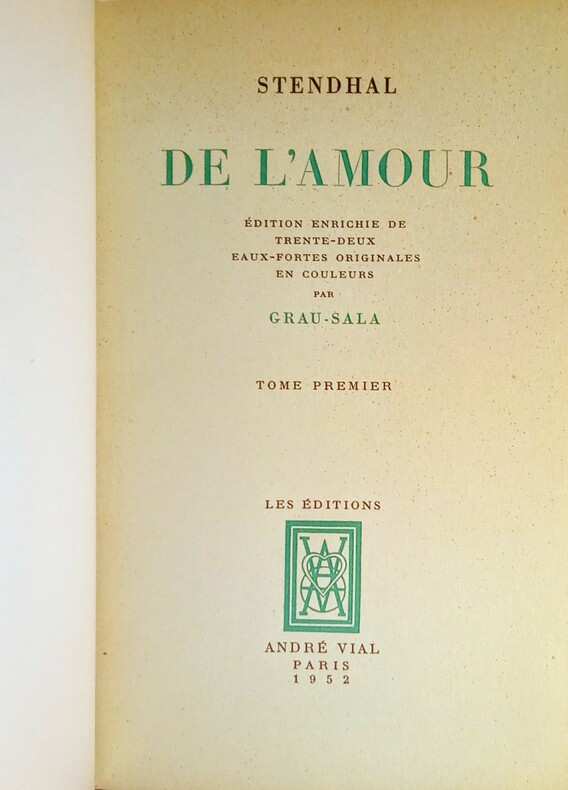 STENDHAL
DE L'AMOUR
ÉDITION ENRICHIE DE
TRENTE-DEUX
EAUX-FORTES ORIGINALES
EN COULEURS
PAR
GRAU-SALA
TOME PREMIER
LES ÉDITIONS
ANDRÉ VIAL
PARIS
1952